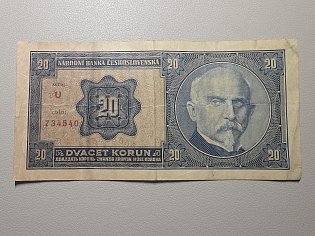 20 NÁRODNÍ BANKA ČESKOSLOVENSKÁ 20
U
20
734540
20 DVACET KORUN 20